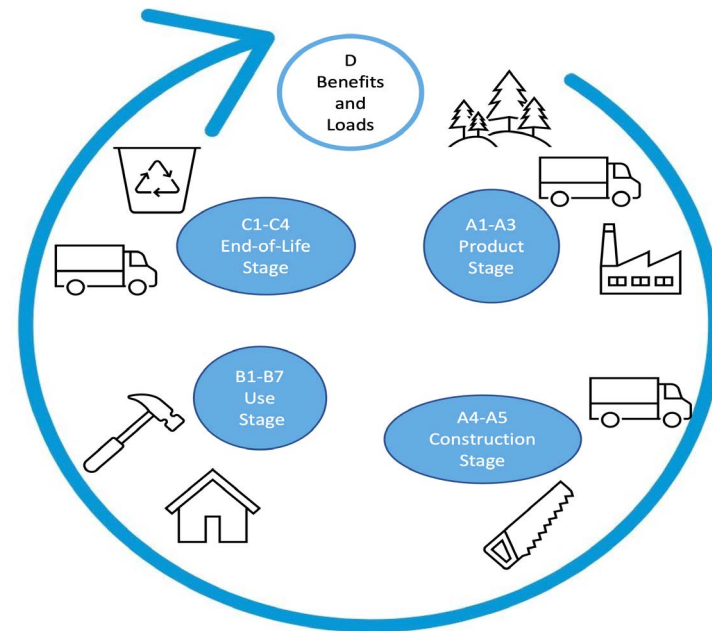 D
Benefits
and
Loads
A1-A3
Product
Stage
A4-A5
Construction
Stage
B1-B7
Use
Stage
C1-C4
End-of-Life
Stage